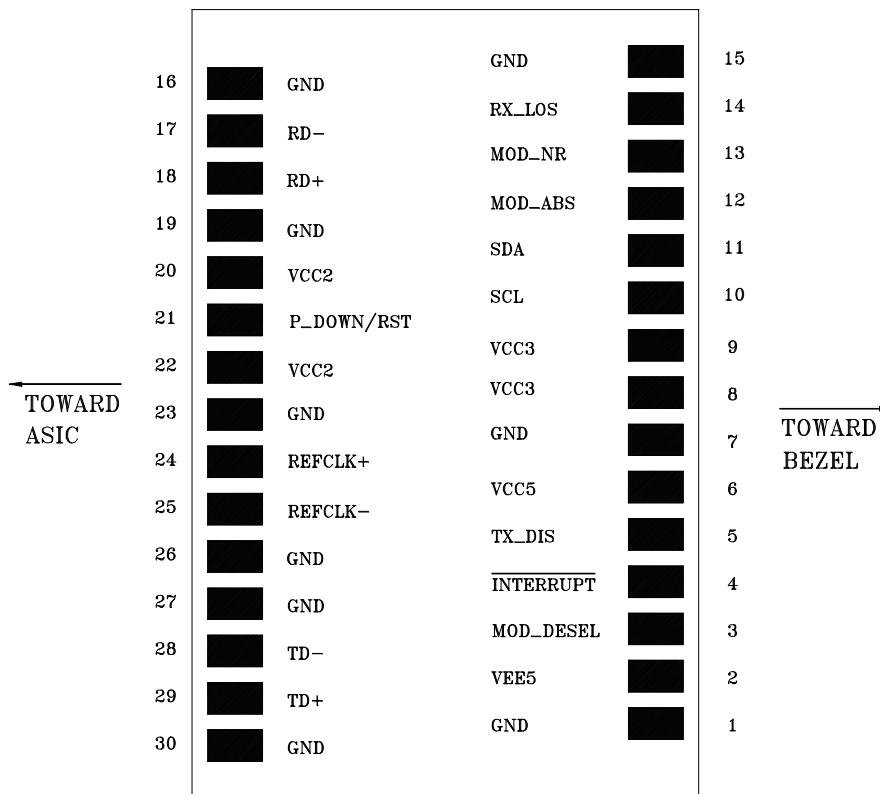 GND 15
16 GND
RX_LOS 14
17 RD-
MOD_NR 13
18 RD+
MOD_ABS 12
19 GND
SDA 11
20 VCC2
SCL 10
21 P_DOWN/RST
VCC3 9
22 VCC2
VCC3 8
TOWARD
ASIC
23 GND
GND 7
TOWARD
BEZEL
24 REFCLK+
VCC5 6
25 REFCLK-
TX_DIS 5
26 GND
INTERRUPT 4
27 GND
MOD_DESEL 3
28 TD-
VEE5 2
29 TD+
GND 1
30 GND